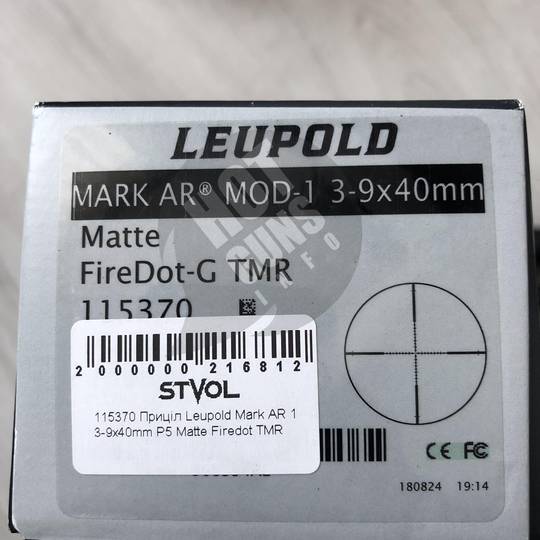 LEUPOLD
MARK AR® MOD-1 3-9x40mm
Matte
FireDot-G TMR
115370
HOT
GUNS
INFO
2 000000 216812
STVOL
115370 Приціл Leupold Mark AR 1
3-9x40mm P5 Matte Firedot TMR
CE FC
180824 19:14